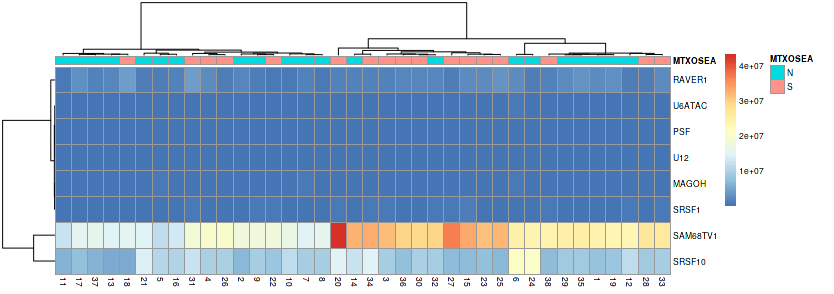 MTXOSEA
RAVER1
U6ATAC
PSF
U12
MAGOH
SRSF1
SAM68TV1
SRSF10
11 17 37 13 18 21 5 16 31 4 26 2 9 22 10 7 8 20 14 34 3 36 30 32 27 15 23 25 6 24 38 29 35 1 19 12 28 33
4e+07
3e+07
2e+07
1e+07
MTXOSEA
N
S